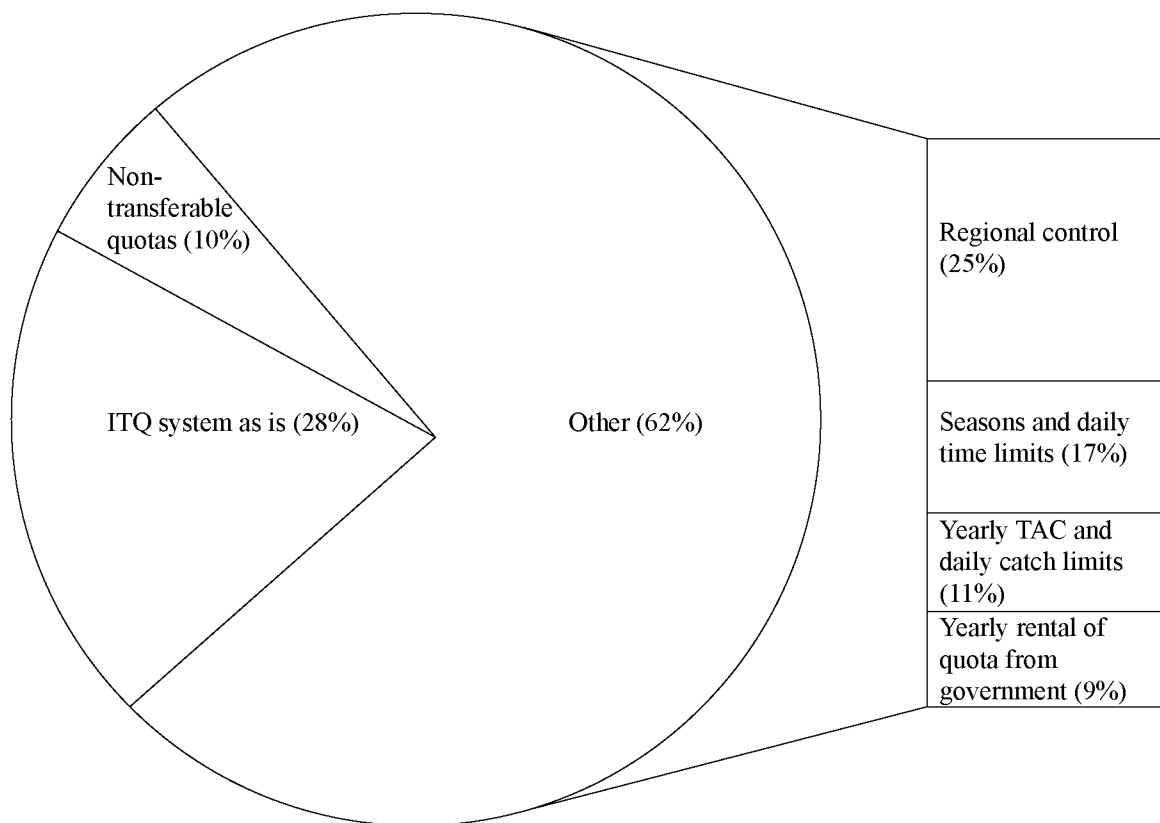 Non-
transferable
quotas (10%)
ITQ system as is (28%)
Other (62%)
Regional control
(25%)
Seasons and daily
time limits (17%)
Yearly TAC and
daily catch limits
(11%)
Yearly rental of
quota from
government (9%)